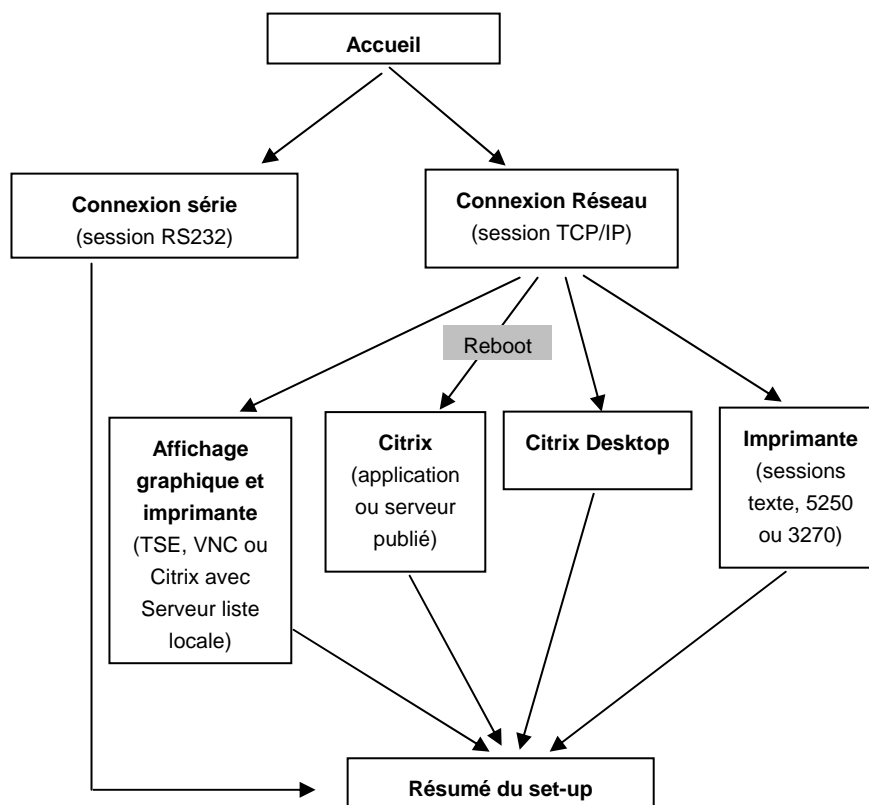 Accueil
Connexion série
(session RS232)
Connexion Réseau
(session TCP/IP)
Reboot
Affichage
graphique et
imprimante
(TSE, VNC ou
Citrix avec
Serveur liste
locale)
Citrix
(application
ou serveur
publié)
Citrix Desktop
Imprimante
(sessions
texte, 5250
ou 3270)
Résumé du set-up